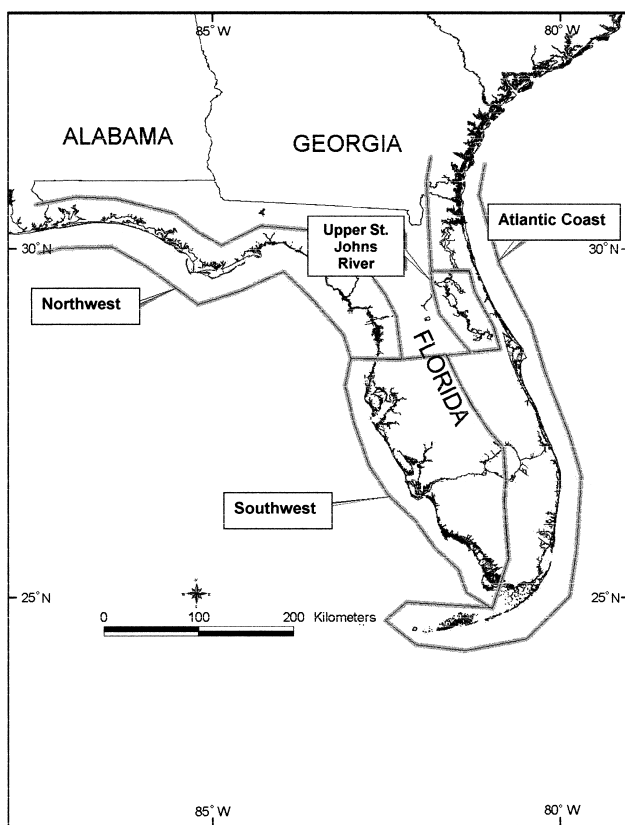 85° W
80° W
ALABAMA
GEORGIA
Upper St.
Johns
River
Atlantic Coast
30° N
30° N
Northwest
FLORIDA
Southwest
25° N
25° N
0 100 200 Kilometers
85° W
80° W